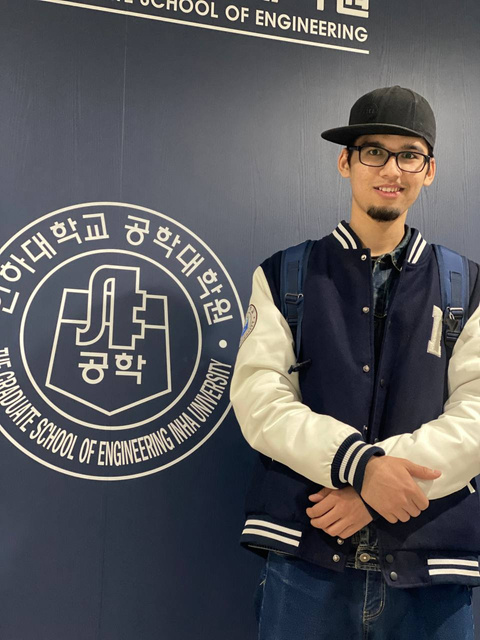 SCHOOL OF ENGINEERING
인하대학교 공학대학원
공학
THE GRADUATE SCHOOL OF ENGINEERING INHA UNIVERSITY